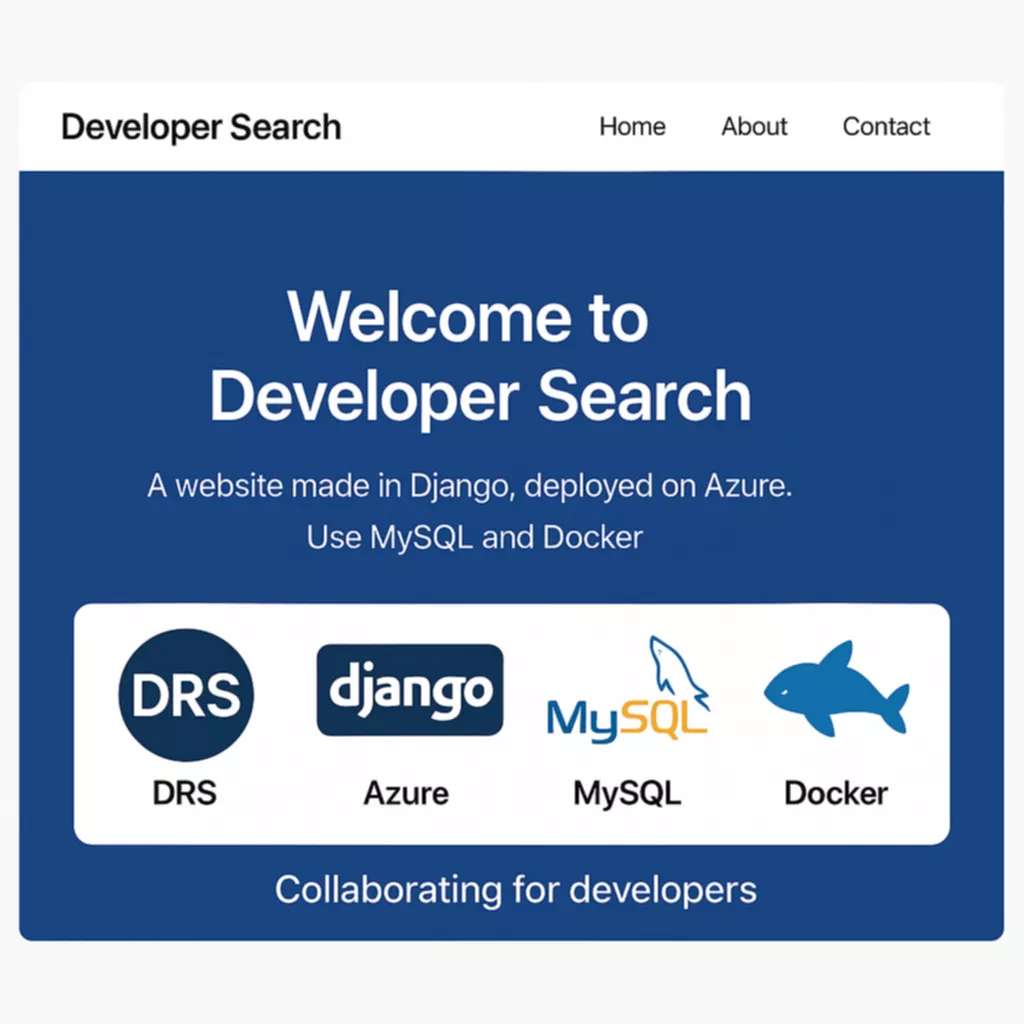 Developer Search
Home About Contact
Welcome to
Developer Search
A website made in Django, deployed on Azure.
Use MySQL and Docker
DRS
django
MySQL
DRS
Azure
MySQL
Docker
Collaborating for developers